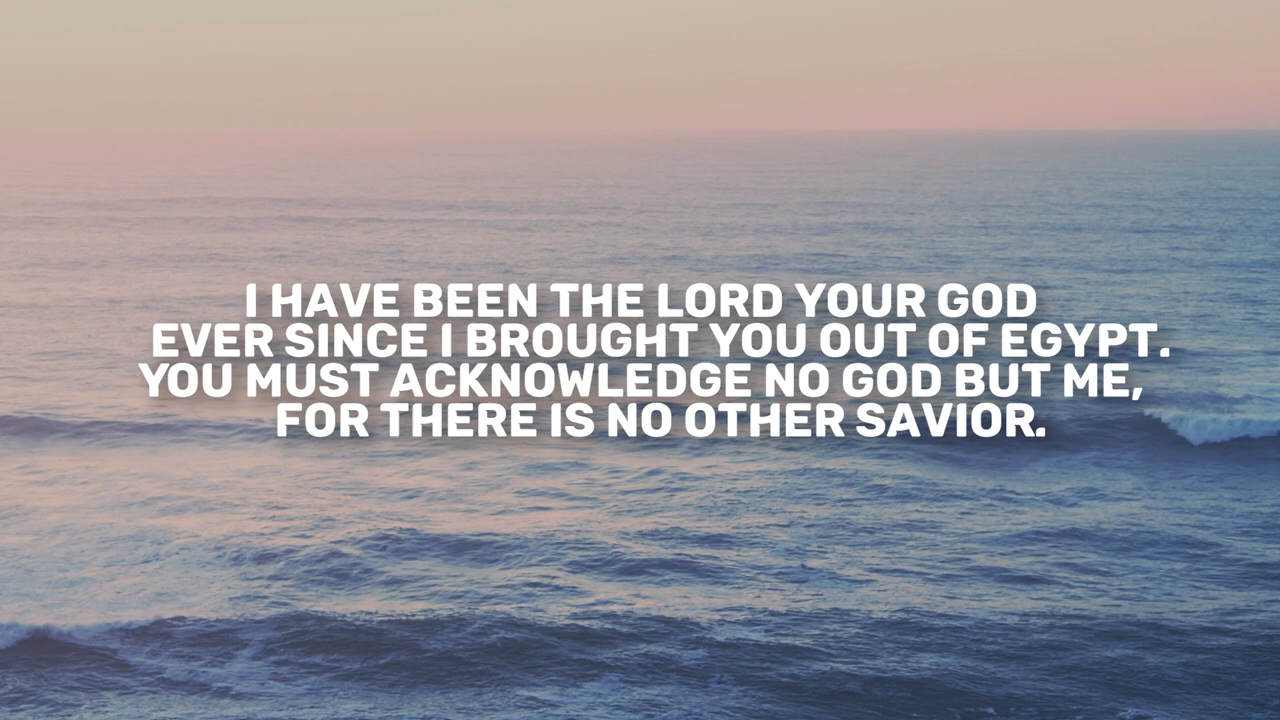 I HAVE BEEN THE LORD YOUR GOD
EVER SINCE I BROUGHT YOU OUT OF EGYPT.
YOU MUST ACKNOWLEDGE NO GOD BUT ME,
FOR THERE IS NO OTHER SAVIOR.